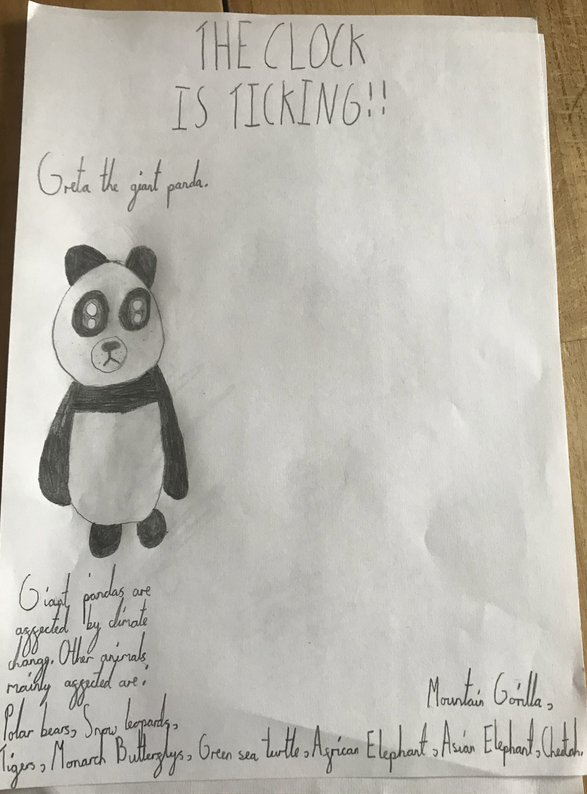 THE CLOCK
IS TICKING!!
Greta the giant panda.
Giant pandas are
affected by climate
change. Other animals
mainly affected are:
Polar bears, Snow leopards,
Mountain Gorilla,
Tigers, Monarch Butterflys, Green sea turtle, African Elephant, Asian Elephant, Cheetah.